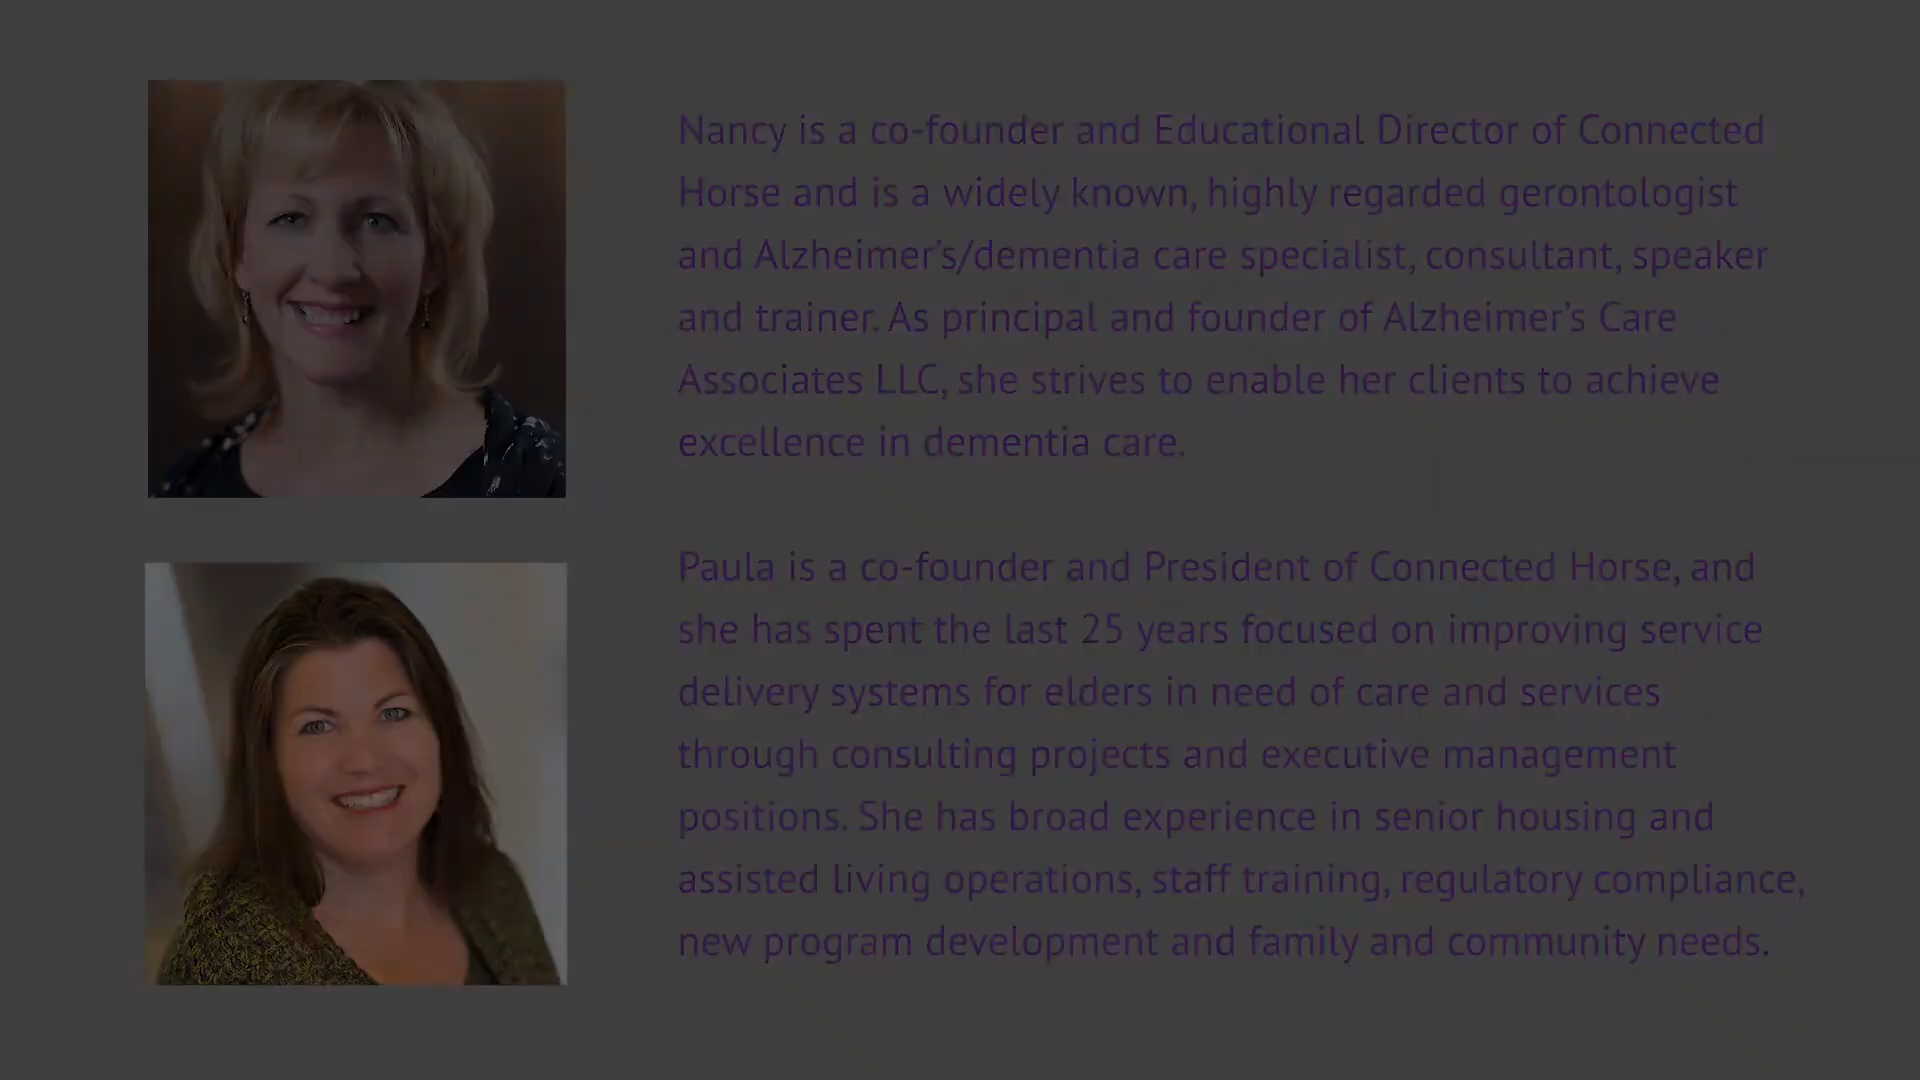 Nancy is a co-founder and Educational Director of Connected
Horse and is a widely known, highly regarded gerontologist
and Alzheimer’s/dementia care specialist, consultant, speaker
and trainer. As principal and founder of Alzheimer’s Care
Associates LLC, she strives to enable her clients to achieve
excellence in dementia care.
Paula is a co-founder and President of Connected Horse, and
she has spent the last 25 years focused on improving service
delivery systems for elders in need of care and services
through consulting projects and executive management
positions. She has broad experience in senior housing and
assisted living operations, staff training, regulatory compliance,
new program development and family and community needs.